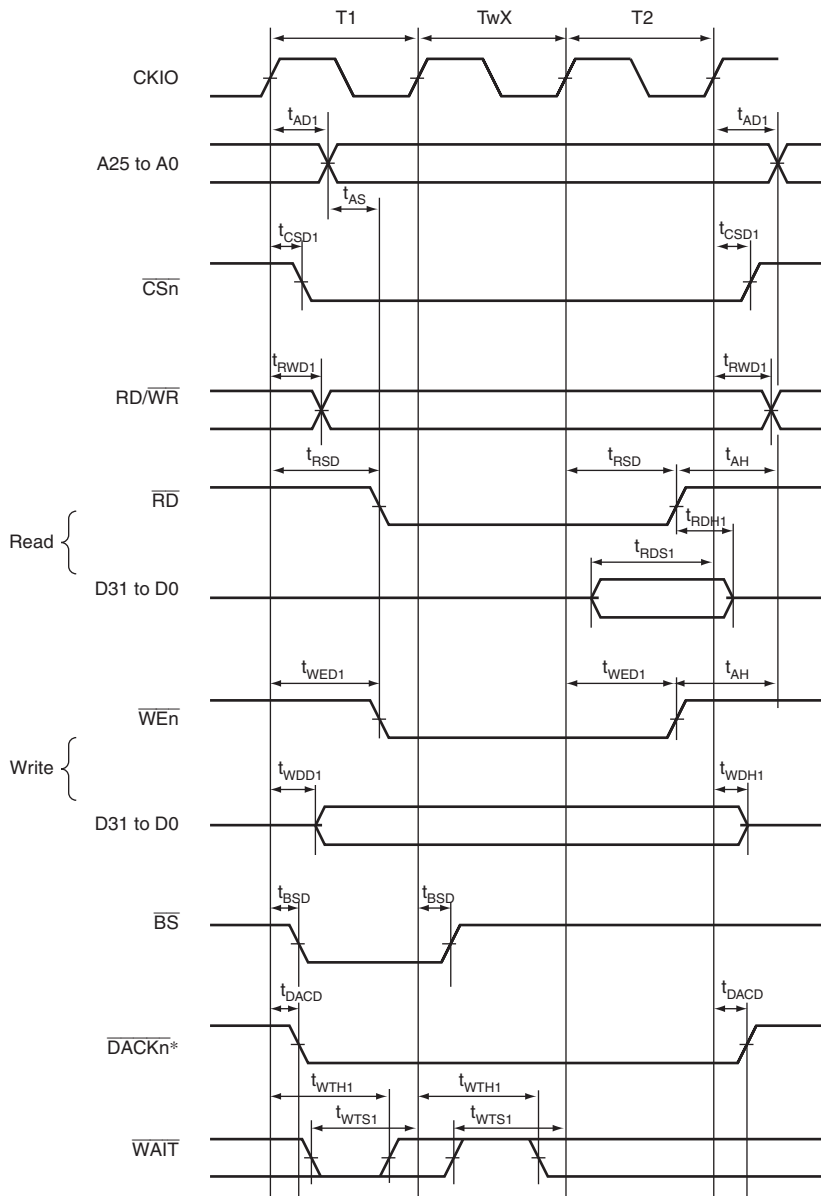 T1 TwX T2
CKIO
tAD1 tAD1
A25 to A0
tAS
tCSD1 tCSD1
CSn
tRWD1 tRWD1
RD/WR
tRSD tRSD tAH
RD
tRDH1
Read
tRDS1
D31 to D0
tWED1 tWED1 tAH
WEn
Write
tWDD1 tWDH1
D31 to D0
tBSD tBSD
BS
tDACD tDACD
DACKn*
tWTH1 tWTH1
tWTS1 tWTS1
WAIT